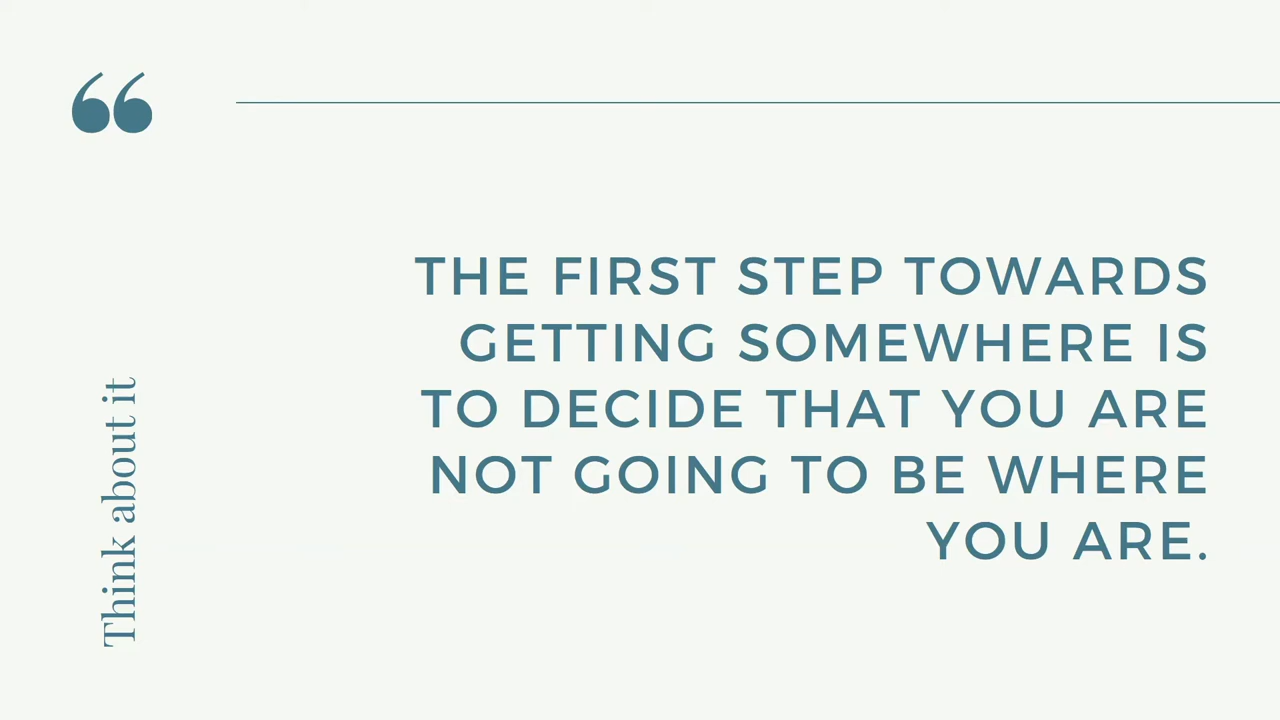 “
THE FIRST STEP TOWARDS
GETTING SOMEWHERE IS
TO DECIDE THAT YOU ARE
NOT GOING TO BE WHERE
YOU ARE.
Think about it